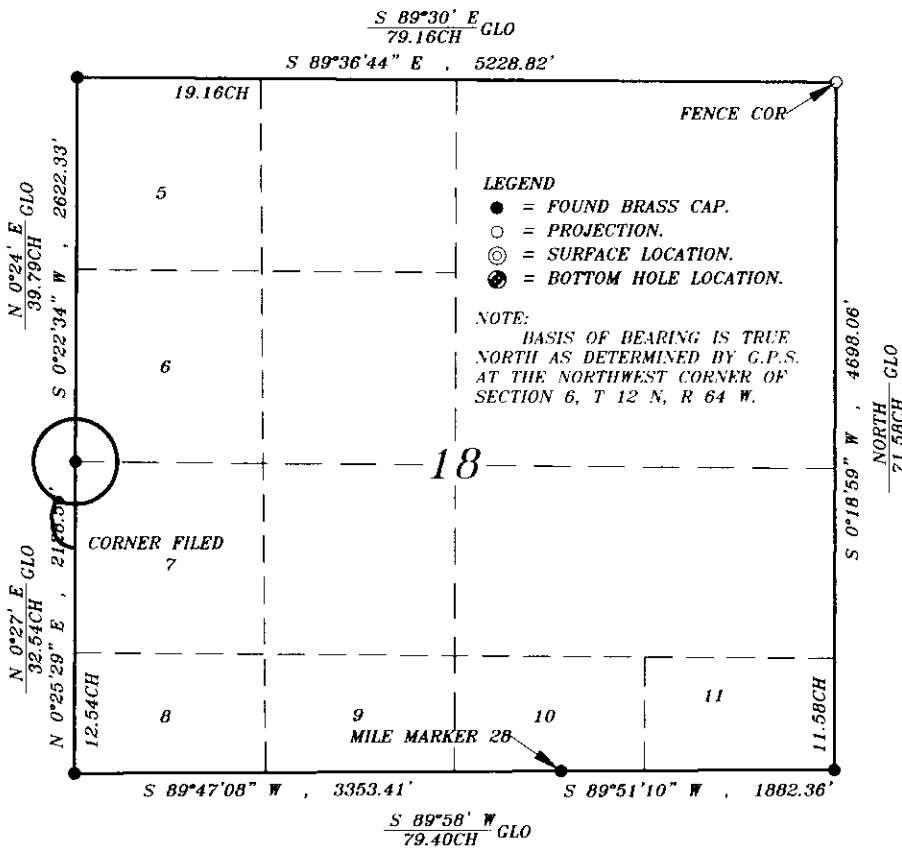 S 89°30' E
79.16CH GLO
S 89°36'44" E , 5228.82'
19.16CH
FENCE COR
N 0°24' E
39.79CH GLO
S 0°22'34" W , 2622.33'
5
LEGEND
● = FOUND BRASS CAP.
○ = PROJECTION.
= SURFACE LOCATION.
= BOTTOM HOLE LOCATION.
NOTE:
BASIS OF BEARING IS TRUE
NORTH AS DETERMINED BY G.P.S.
AT THE NORTHWEST CORNER OF
SECTION 6, T 12 N, R 64 W.
6
S 0°18'59" W , 4698.06'
NORTH
71.58CH GLO
18
CORNER FILED
7
N 0°27' E
32.54CH GLO
N 0°25'29" E ,
12.54CH
8
9
10
11
11.58CH
MILE MARKER 28
S 89°47'08" W , 3353.41'
S 89°51'10" W , 1882.36'
S 89°58' W
79.40CH GLO